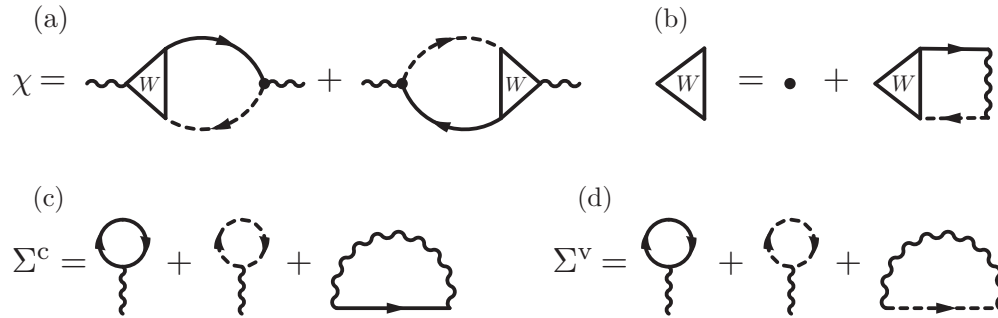 (a) (b)
χ = W + W W = + W
(c) (d)
Σ^c = + + Σ^v = + +